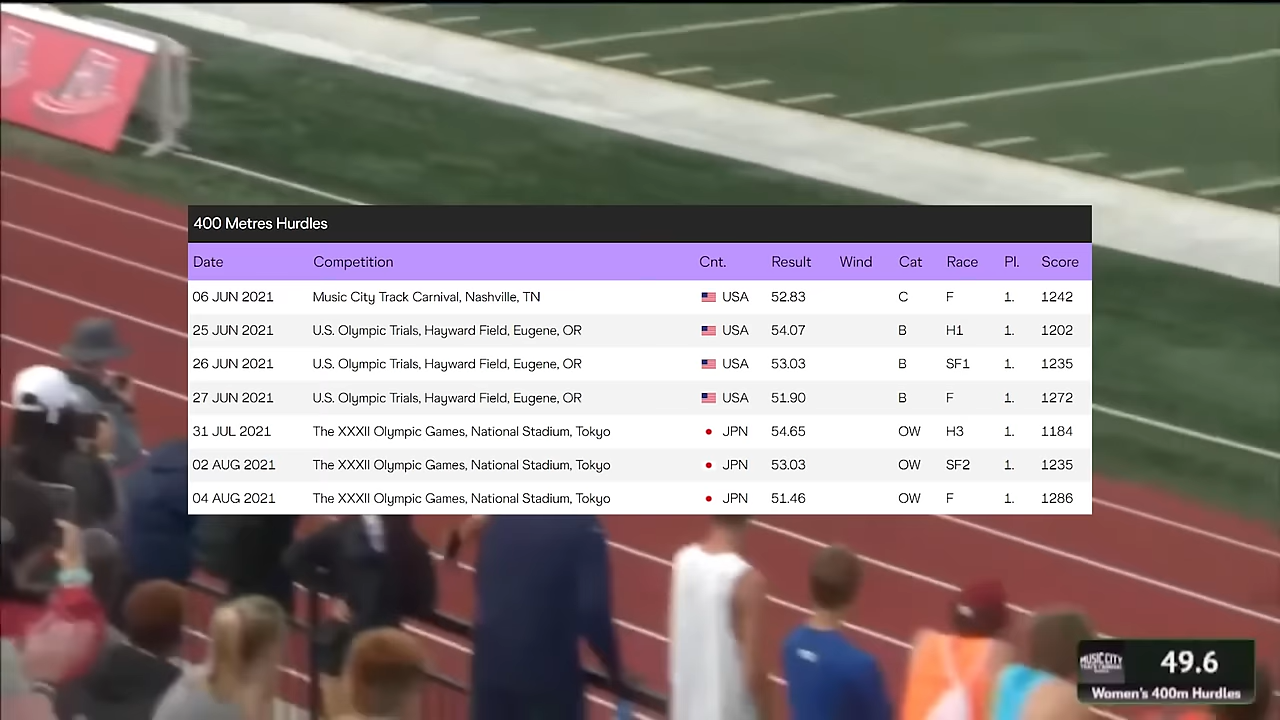 400 Metres Hurdles
Date Competition Cnt. Result Wind Cat Race Pl. Score
06 JUN 2021 Music City Track Carnival, Nashville, TN USA 52.83 C F 1. 1242
25 JUN 2021 U.S. Olympic Trials, Hayward Field, Eugene, OR USA 54.07 B H1 1. 1202
26 JUN 2021 U.S. Olympic Trials, Hayward Field, Eugene, OR USA 53.03 B SF1 1. 1235
27 JUN 2021 U.S. Olympic Trials, Hayward Field, Eugene, OR USA 51.90 B F 1. 1272
31 JUL 2021 The XXXII Olympic Games, National Stadium, Tokyo JPN 54.65 OW H3 1. 1184
02 AUG 2021 The XXXII Olympic Games, National Stadium, Tokyo JPN 53.03 OW SF2 1. 1235
04 AUG 2021 The XXXII Olympic Games, National Stadium, Tokyo JPN 51.46 OW F 1. 1286
MUSIC CITY
TRACK CARNIVAL
49.6
Women's 400m Hurdles